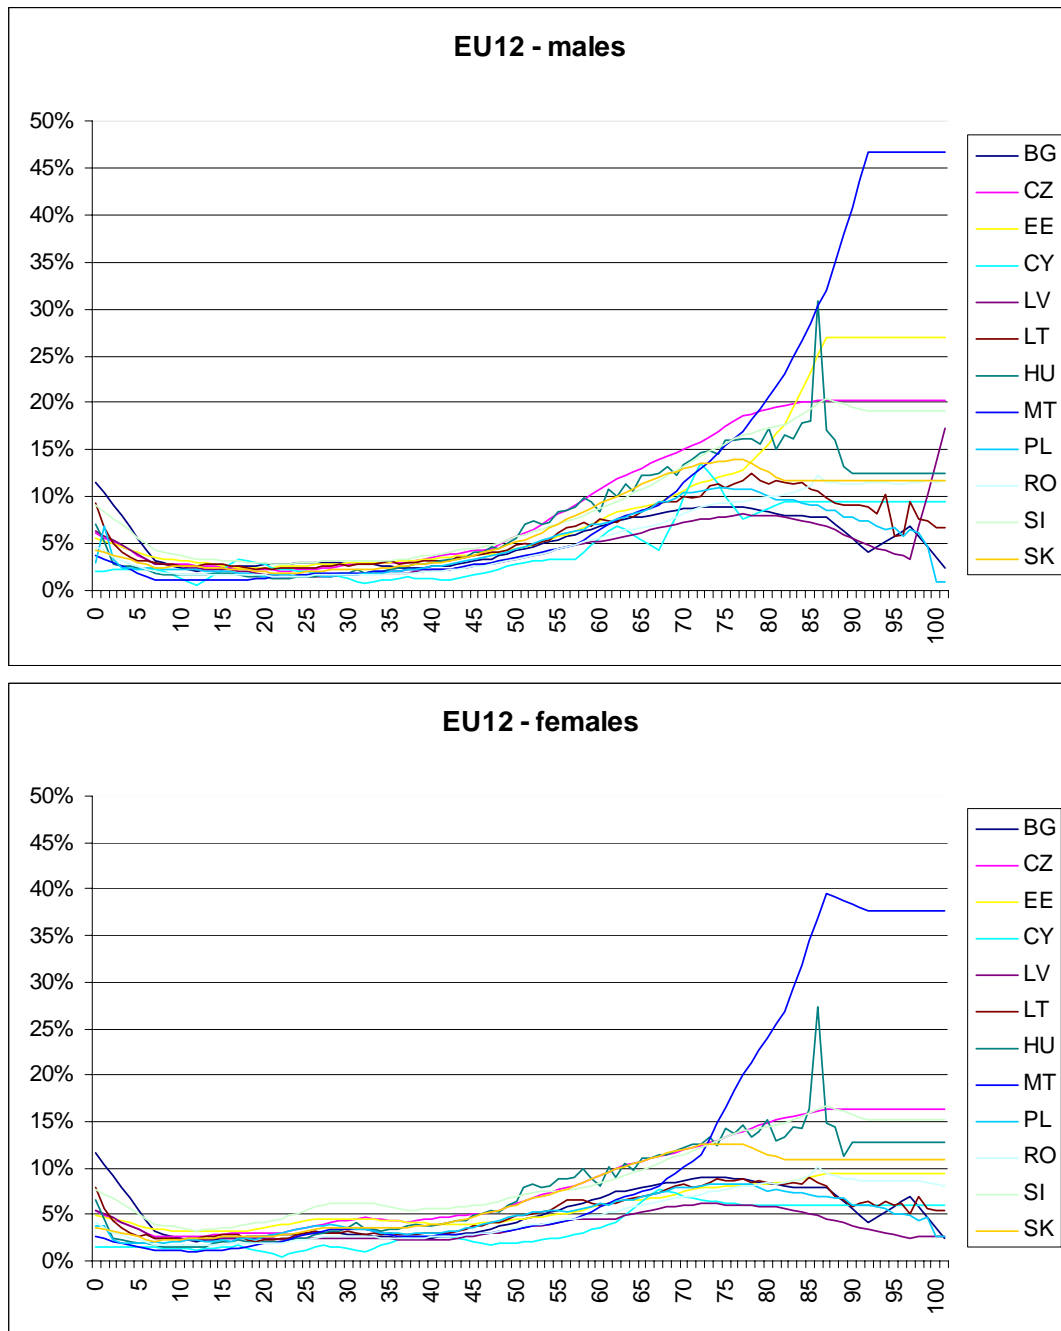 EU12 - males
50%
45%
40%
35%
30%
25%
20%
15%
10%
5%
0%
0 5 10 15 20 25 30 35 40 45 50 55 60 65 70 75 80 85 90 95 100
BG
CZ
EE
CY
LV
LT
HU
MT
PL
RO
SI
SK
EU12 - females
50%
45%
40%
35%
30%
25%
20%
15%
10%
5%
0%
0 5 10 15 20 25 30 35 40 45 50 55 60 65 70 75 80 85 90 95 100
BG
CZ
EE
CY
LV
LT
HU
MT
PL
RO
SI
SK